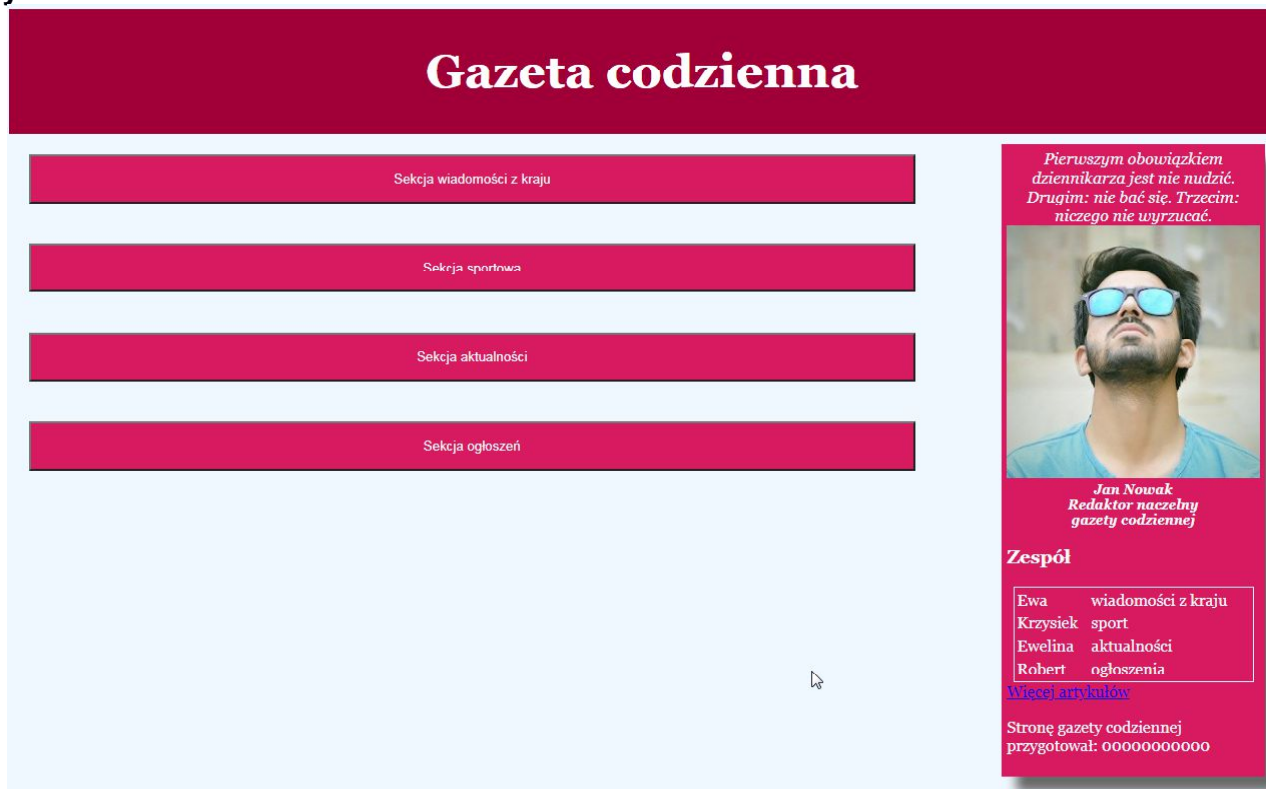 Gazeta codzienna
Sekcja wiadomości z kraju
Sekcja sportowa
Sekcja aktualności
Sekcja ogłoszeń
Pierwszym obowiązkiem
dziennikarza jest nie nudzić.
Drugim: nie bać się. Trzecim:
niczego nie wyrzucać.
Jan Nowak
Redaktor naczelny
gazety codziennej
Zespół
Ewa wiadomości z kraju
Krzysiek sport
Ewelina aktualności
Robert ogłoszenia
Więcej artykułów
Stronę gazety codziennej
przygotował: 00000000000